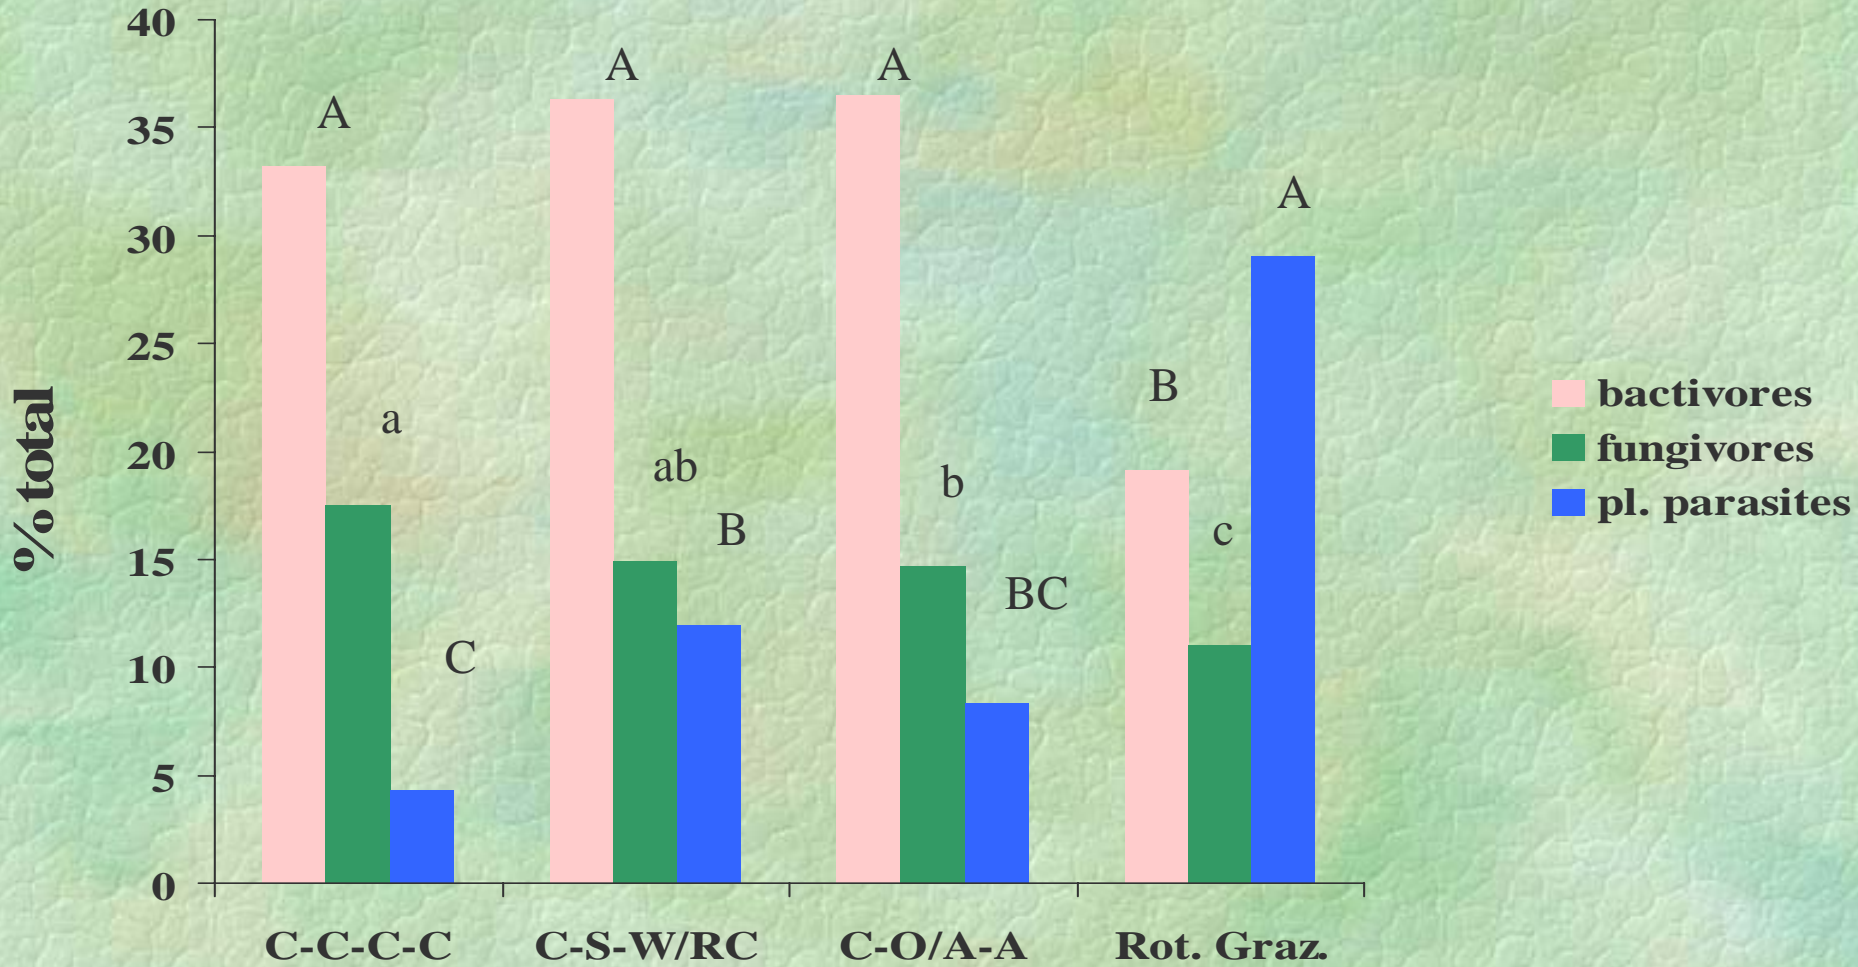 % total
40
35
30
25
20
15
10
5
0
A
a
C
A
ab
B
A
b
BC
B
c
A
C-C-C-C
C-S-W/RC
C-O/A-A
Rot. Graz.
bactivores
fungivores
pl. parasites